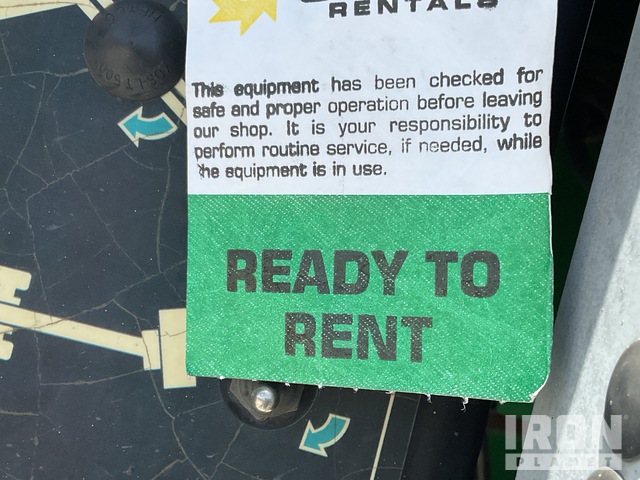 RENTALS
This equipment has been checked for
safe and proper operation before leaving
our shop. It is your responsibility to
perform routine service, if needed, while
the equipment is in use.
READY TO
RENT
IRON
PLANET